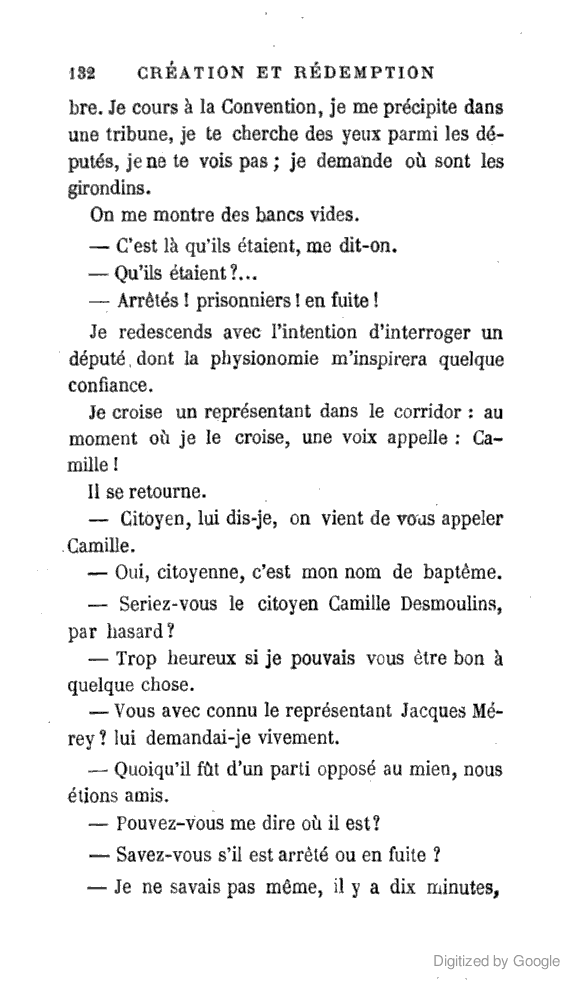 132 CRÉATION ET RÉDEMPTION
bre. Je cours à la Convention, je me précipite dans
une tribune, je te cherche des yeux parmi les dé-
putés, je ne te vois pas ; je demande où sont les
girondins.
On me montre des bancs vides.
— C'est là qu'ils étaient, me dit-on.
— Qu'ils étaient ?...
— Arrêtés ! prisonniers ! en fuite !
Je redescends avec l'intention d'interroger un
député dont la physionomie m'inspirera quelque
confiance.
Je croise un représentant dans le corridor : au
moment où je le croise, une voix appelle : Ca-
mille !
Il se retourne.
— Citoyen, lui dis-je, on vient de vous appeler
Camille.
— Oui, citoyenne, c'est mon nom de baptême.
— Seriez-vous le citoyen Camille Desmoulins,
par hasard ?
— Trop heureux si je pouvais vous être bon à
quelque chose.
— Vous avec connu le représentant Jacques Mé-
rey ? lui demandai-je vivement.
— Quoiqu'il fût d'un parti opposé au mien, nous
étions amis.
— Pouvez-vous me dire où il est ?
— Savez-vous s'il est arrêté ou en fuite ?
— Je ne savais pas même, il y a dix minutes,
Digitized by Google